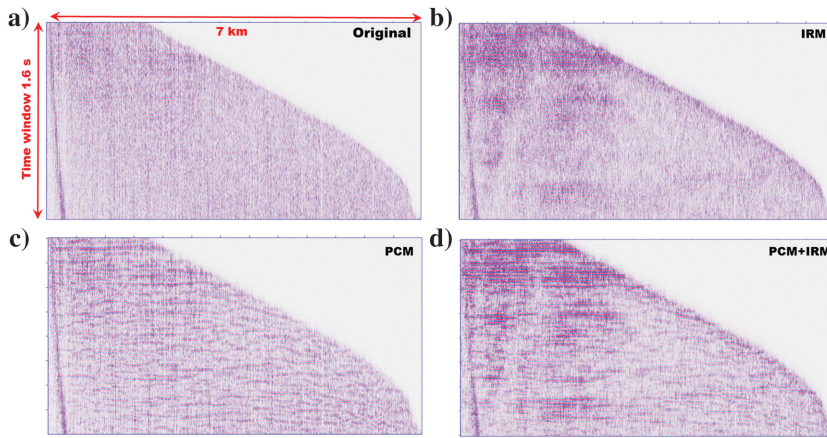 a)
7 km
Original
Time window 1.6 s
b)
IRM
c)
PCM
d)
PCM+IRM